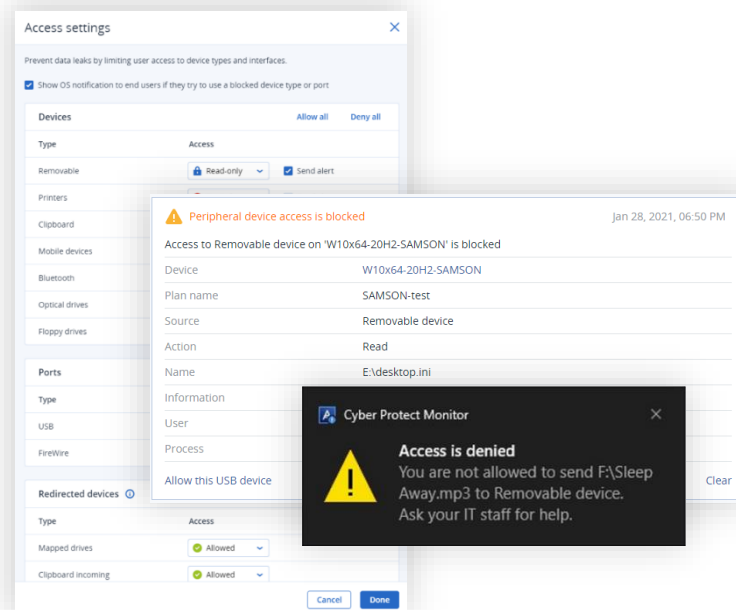 Access settings
Prevent data leaks by limiting user access to device types and interfaces.
Show OS notification to end users if they try to use a blocked device type or port
Devices Allow all Deny all
Type Access
Removable Read-only Send alert
Printers
Clipboard
Mobile devices
Bluetooth
Optical drives
Floppy drives
Ports
Type
USB
FireWire
Redirected devices
Type Access
Mapped drives Allowed
Clipboard incoming Allowed
Cancel Done
Peripheral device access is blocked Jan 28, 2021, 06:50 PM
Access to Removable device on 'W10x64-20H2-SAMSON' is blocked
Device W10x64-20H2-SAMSON
Plan name SAMSON-test
Source Removable device
Action Read
Name E:\desktop.ini
Information
User
Process
Allow this USB device Clear
Cyber Protect Monitor
Access is denied
You are not allowed to send F:\Sleep
Away.mp3 to Removable device.
Ask your IT staff for help.